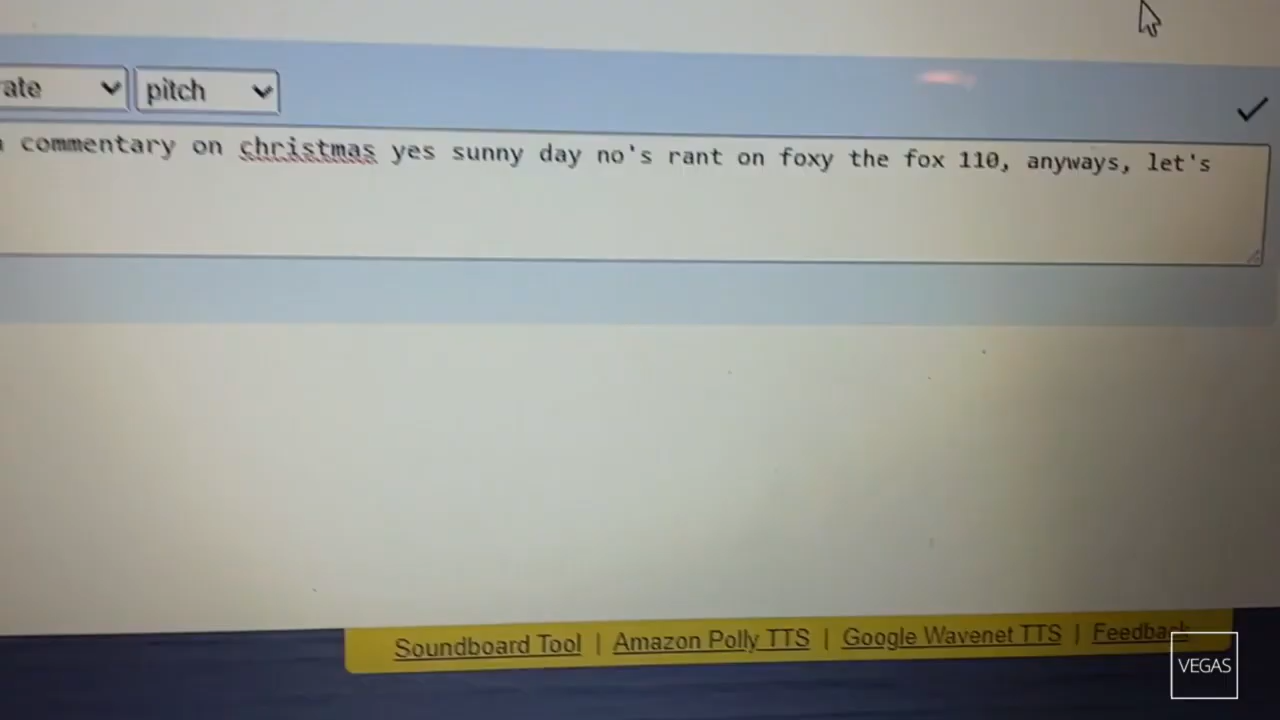 pitch
commentary on christmas yes sunny day no's rant on foxy the fox 110, anyways, let's
Soundboard Tool | Amazon Polly TTS | Google Wavenet TTS | Feedback
VEGAS